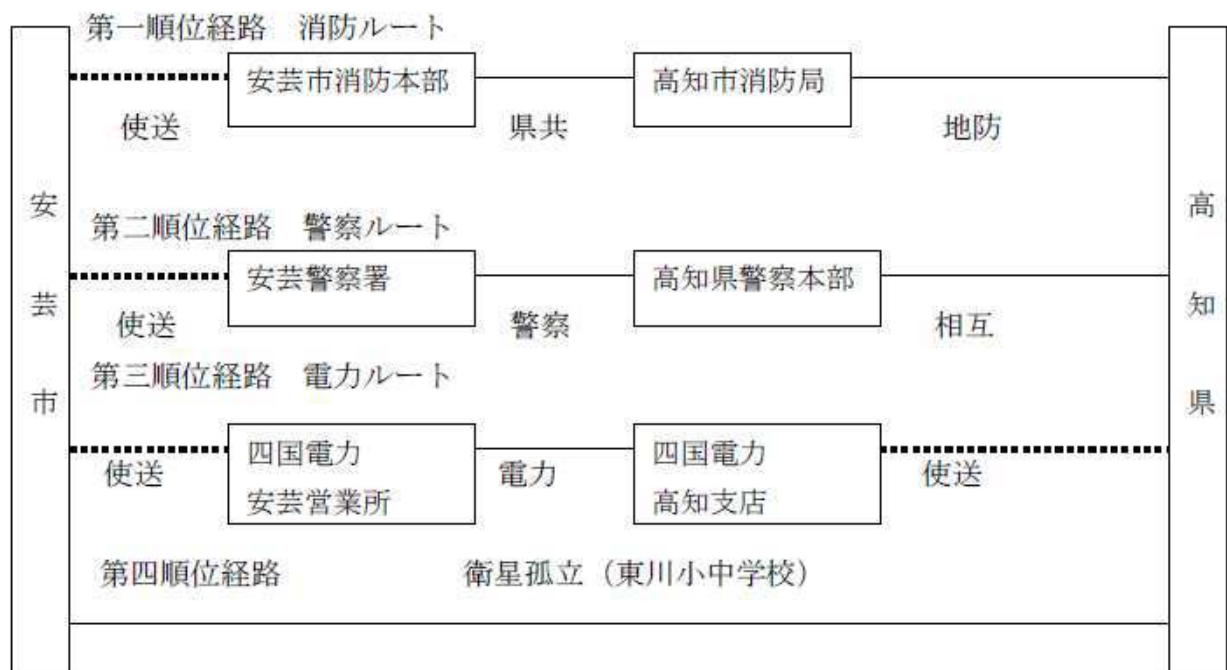 第一順位経路 消防ルート
安芸市消防本部
高知市消防局
使送
県共
地防
安芸市
高知県
第二順位経路 警察ルート
安芸警察署
高知県警察本部
使送
警察
相互
第三順位経路 電力ルート
四国電力
安芸営業所
四国電力
高知支店
使送
電力
使送
第四順位経路 衛星孤立（東川小中学校）